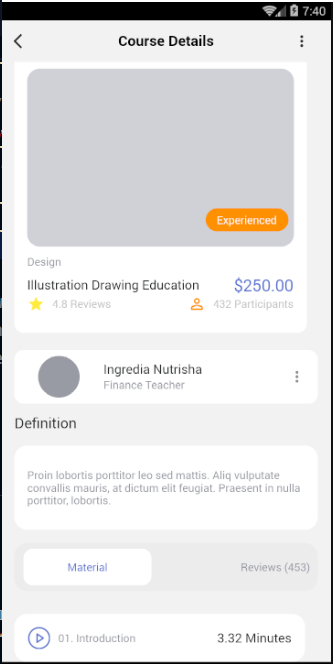 7:40
Course Details
Experienced
Design
Illustration Drawing Education $250.00
4.8 Reviews 432 Participants
Ingredia Nutrisha
Finance Teacher
Definition
Proin lobortis porttitor leo sed mattis. Aliq vulputate
convallis mauris, at dictum elit feugiat. Praesent in nulla
porttitor, lobortis.
Material Reviews (453)
01. Introduction 3.32 Minutes